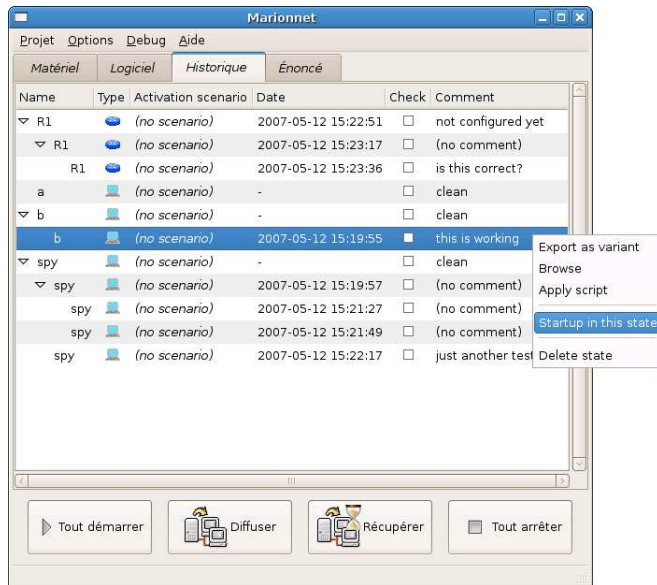 Marionnet
Projet Options Debug Aide
Matériel Logiciel Historique Énoncé
Name Type Activation scenario Date Check Comment
R1 (no scenario) 2007-05-12 15:22:51 not configured yet
R1 (no scenario) 2007-05-12 15:23:17 (no comment)
R1 (no scenario) 2007-05-12 15:23:36 is this correct?
a (no scenario) - clean
b (no scenario) - clean
b (no scenario) 2007-05-12 15:19:55 this is working
spy (no scenario) - clean
spy (no scenario) 2007-05-12 15:19:57 (no comment)
spy (no scenario) 2007-05-12 15:21:27 (no comment)
spy (no scenario) 2007-05-12 15:21:49 (no comment)
spy (no scenario) 2007-05-12 15:22:17 just another test
Export as variant
Browse
Apply script
Startup in this state
Delete state
Tout démarrer Diffuser Récupérer Tout arrêter